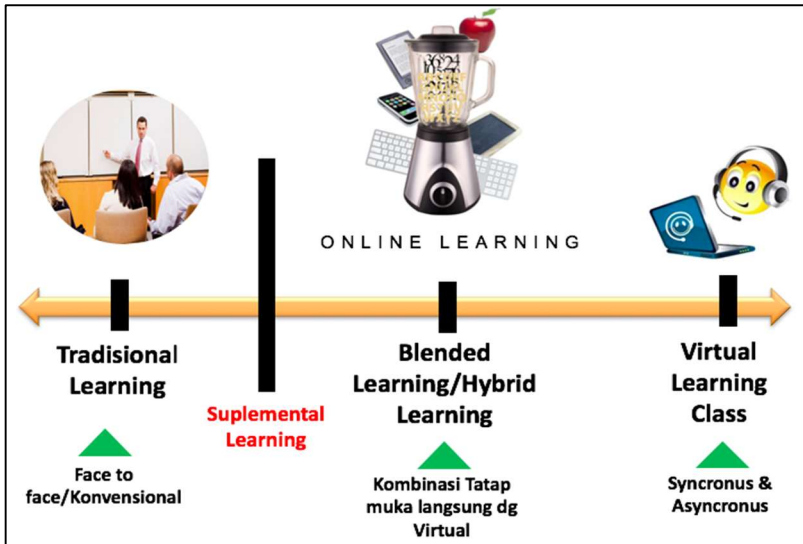 ONLINE LEARNING
Tradisional
Learning
Suplemental
Learning
Blended
Learning/Hybrid
Learning
Virtual
Learning
Class
Face to
face/Konvensional
Kombinasi Tatap
muka langsung dg
Virtual
Syncronus &
Asyncronus